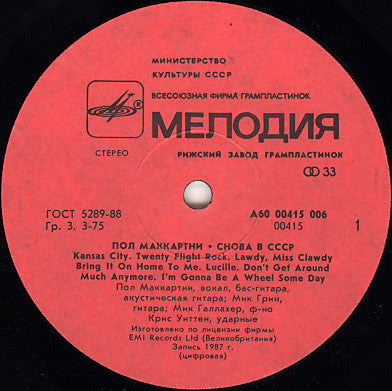 МИНИСТЕРСТВО
КУЛЬТУРЫ СССР
ВСЕСОЮЗНАЯ ФИРМА ГРАМПЛАСТИНОК
МЕЛОДИЯ
СТЕРЕО РИЖСКИЙ ЗАВОД ГРАМПЛАСТИНОК
33
ГОСТ 5289-88 А60 00415 006
Гр. 3. 3-75 00415 1
ПОЛ МАККАРТНИ • СНОВА В СССР
Kansas City. Twenty Flight Rock. Lawdy, Miss Clawdy
Bring It On Home To Me. Lucille. Don't Get Around
Much Anymore. I'm Gonna Be A Wheel Some Day
Пол Маккартни, вокал, бас-гитара,
акустическая гитара; Мик Грин,
гитара; Мик Галлахер, ф-но
Крис Уиттен, ударные
Изготовлено по лицензии фирмы
EMI Records Ltd (Великобритания)
Запись 1987 г.
(цифровая)